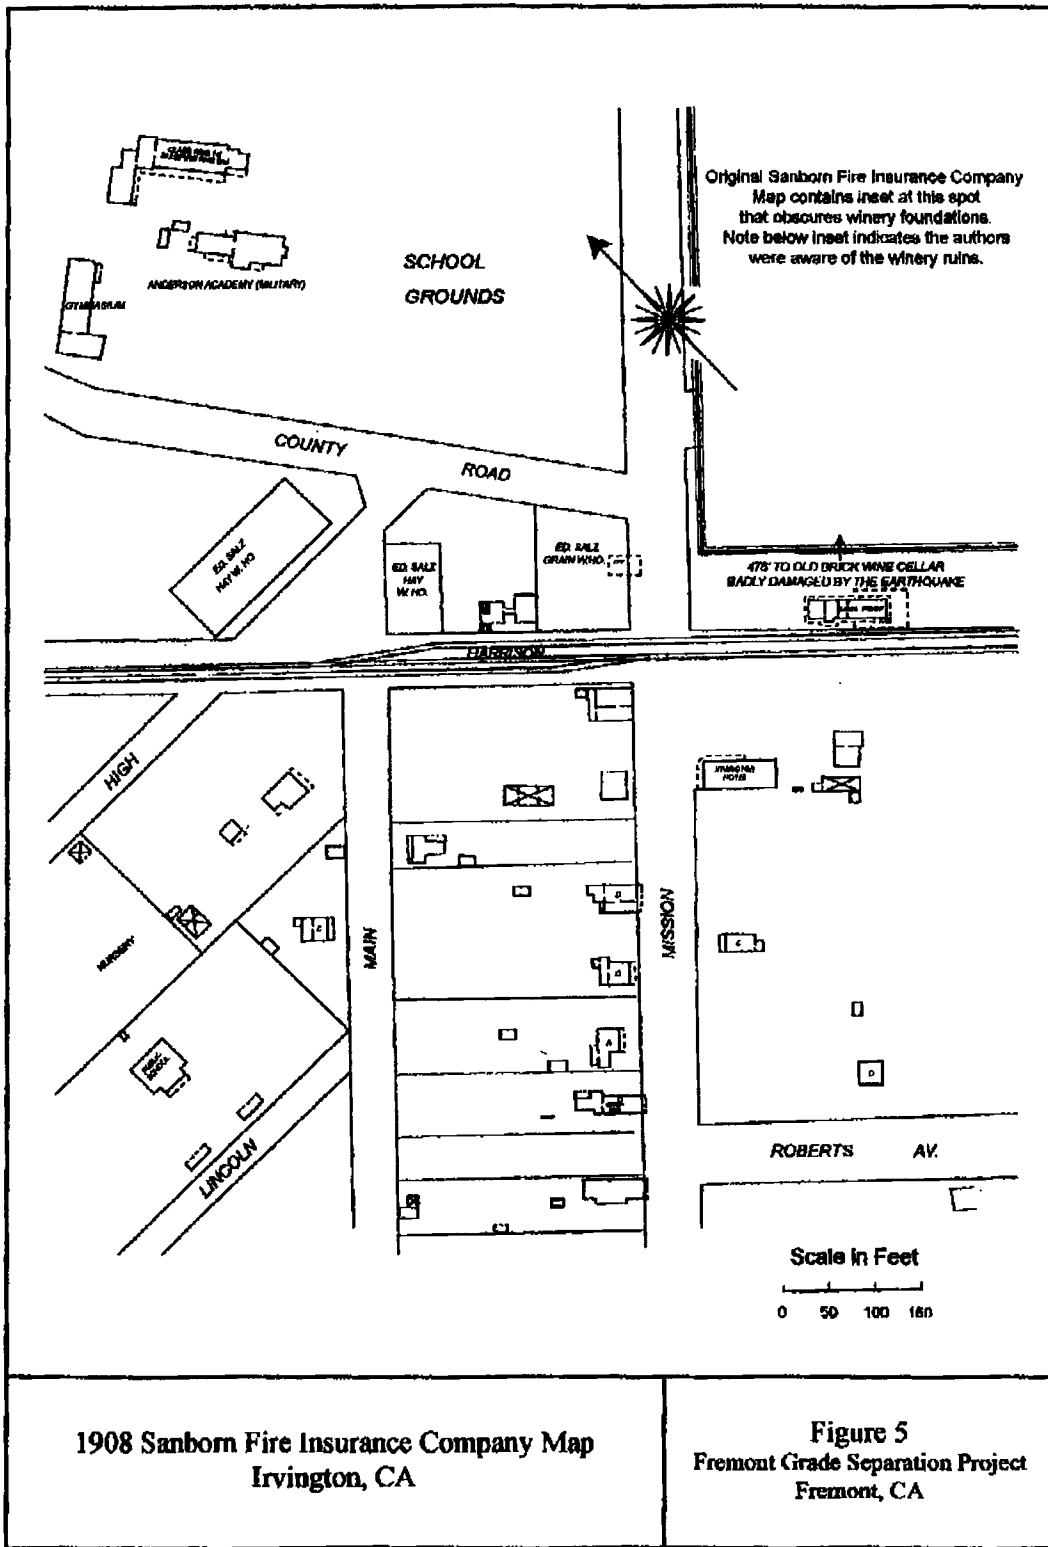 Original Sanborn Fire Insurance Company
Map contains inset at this spot
that obscures winery foundations.
Note below inset indicates the authors
were aware of the winery ruins.
SCHOOL
GROUNDS
ANDERSON ACADEMY (MILITARY)
GYMNASIUM
COUNTY
ROAD
ED. SALZ
HAY W. HO.
ED. SALZ
HAY
W. HO.
ED. SALZ
GRAIN W.HO.
475' TO OLD BRICK WINE CELLAR
BADLY DAMAGED BY THE EARTHQUAKE
HARRISON
HIGH
HOTEL
MAIN
MISSION
NURSERY
D
C
C
D
A
D
PUBLIC
SCHOOL
LINCOLN
ROBERTS AV.
Scale in Feet
0 50 100 150
1908 Sanborn Fire Insurance Company Map
Irvington, CA
Figure 5
Fremont Grade Separation Project
Fremont, CA